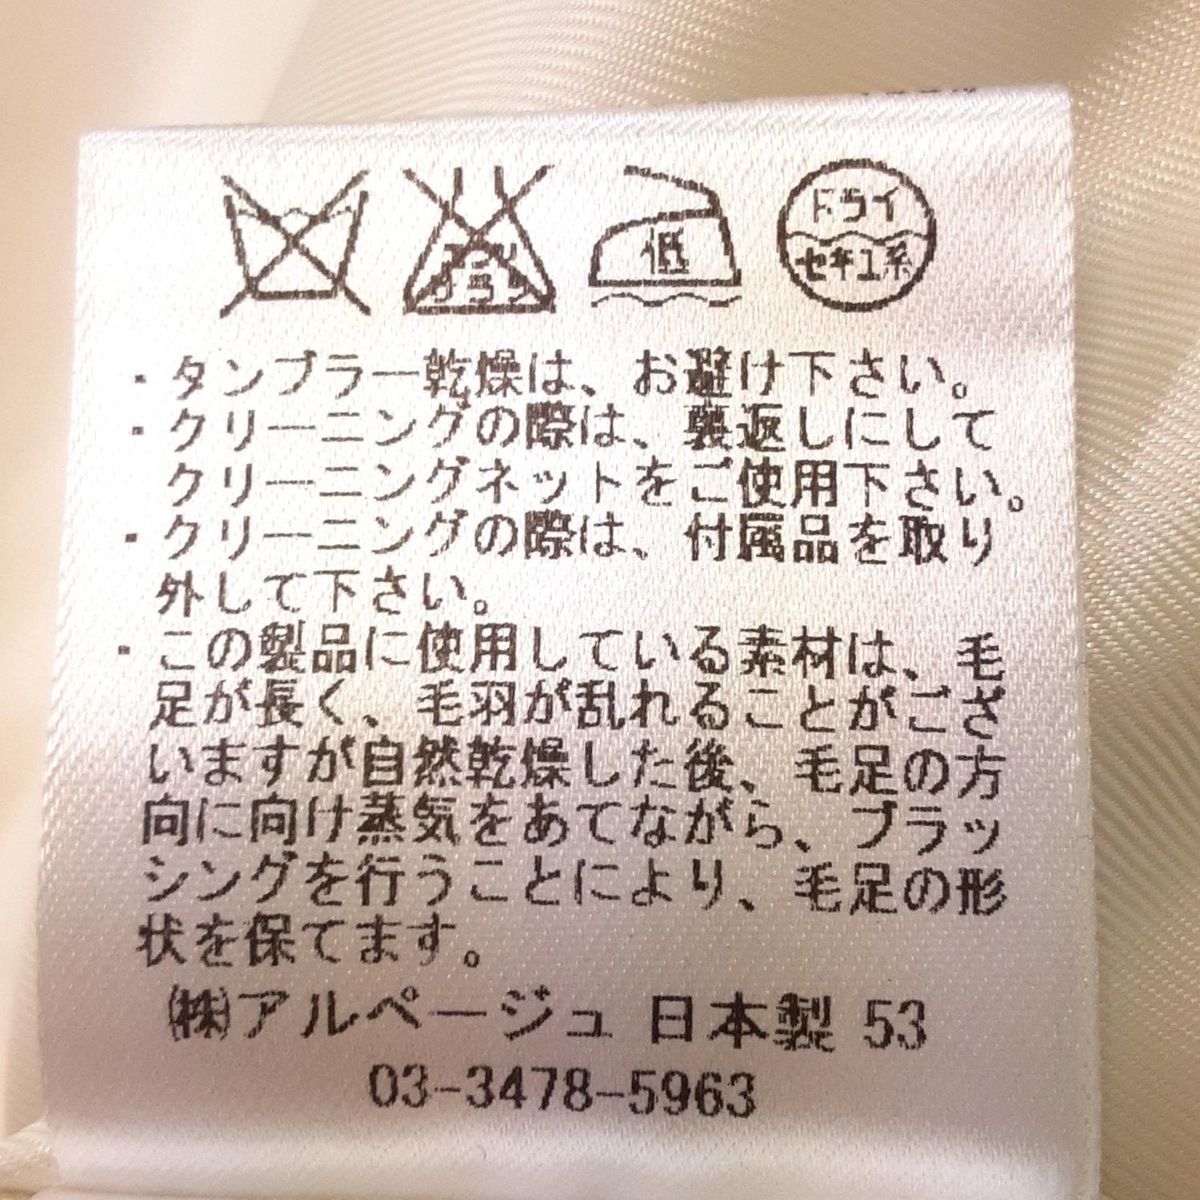 低
ドライ
セキユ系
・タンブラー乾燥は、お避け下さい。
・クリーニングの際は、裏返しにして
クリーニングネットをご使用下さい。
・クリーニングの際は、付属品を取り
外して下さい。
・この製品に使用している素材は、毛
足が長く、毛羽が乱れることがござ
いますが自然乾燥した後、毛足の方
向に向け蒸気をあてながら、ブラッ
シングを行うことにより、毛足の形
状を保てます。
㈱アルページュ 日本製 53
03-3478-5963